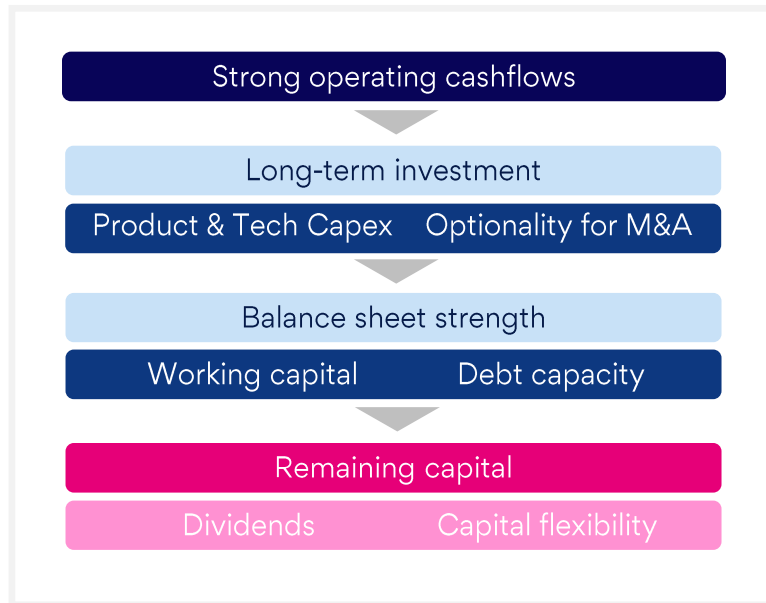 Strong operating cashflows
Long-term investment
Product & Tech Capex Optionality for M&A
Balance sheet strength
Working capital Debt capacity
Remaining capital
Dividends Capital flexibility